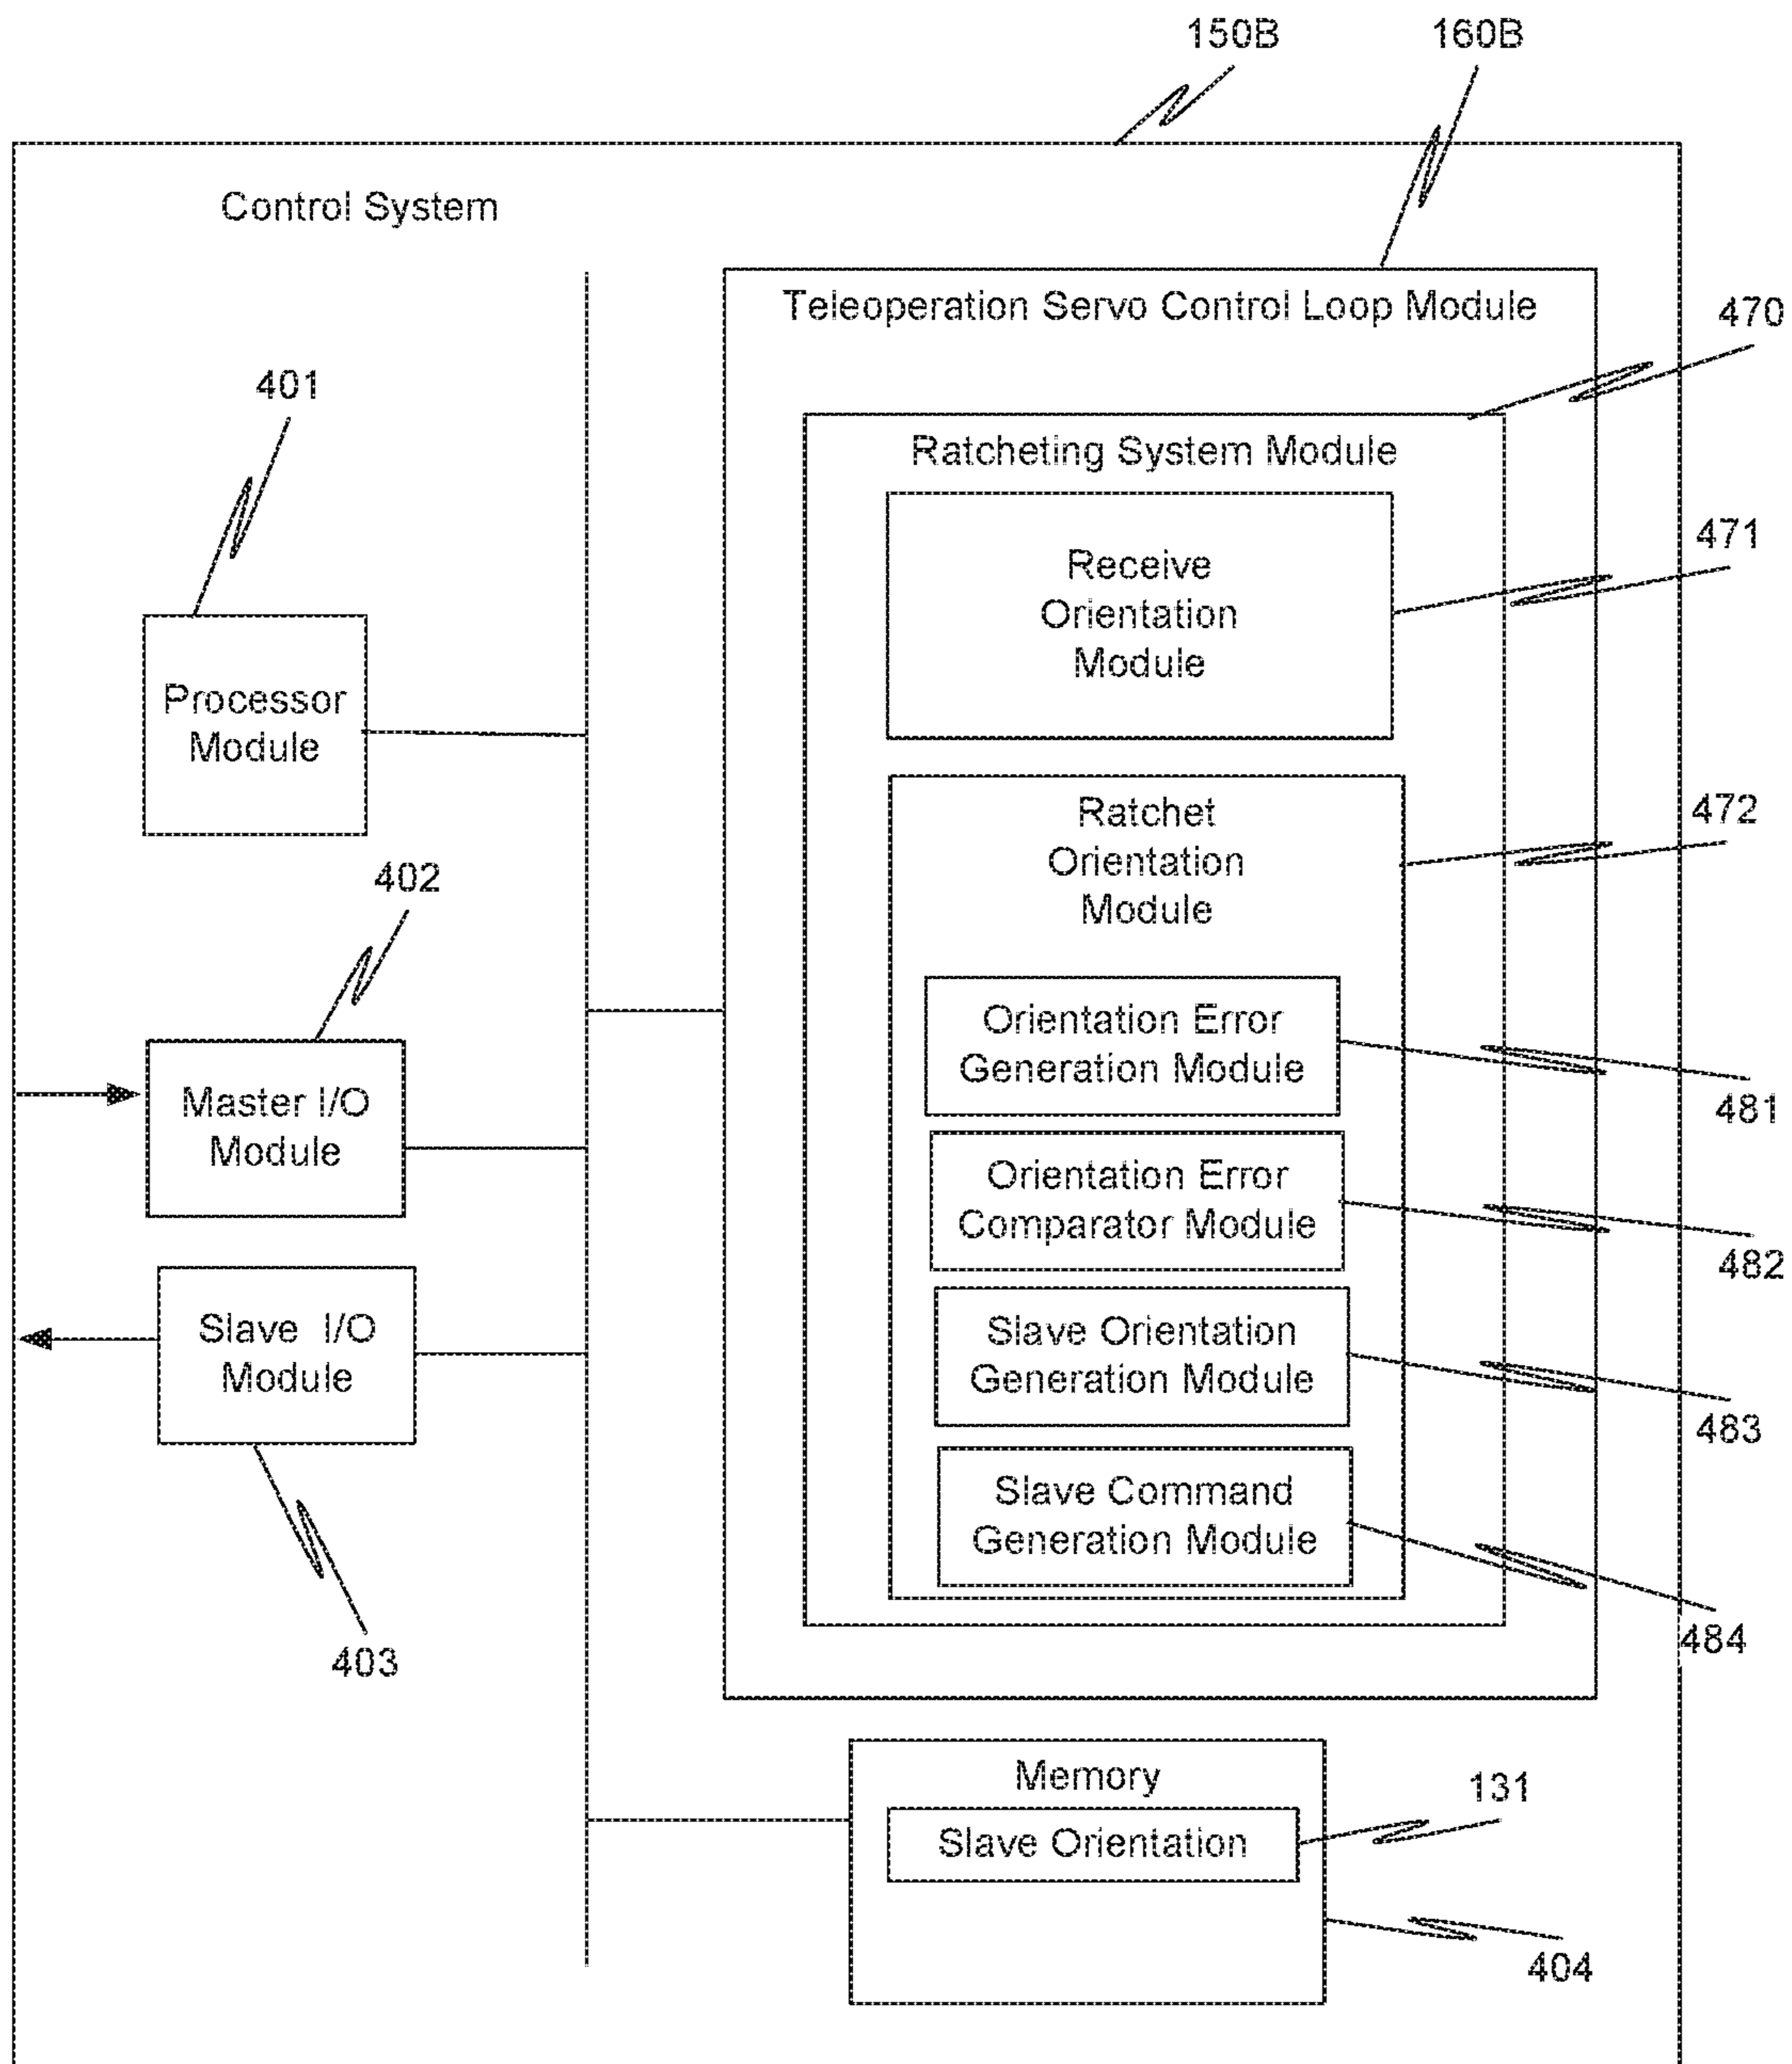 150B
160B
Control System
Teleoperation Servo Control Loop Module
470
401
Ratcheting System Module
471
Receive
Orientation
Module
Processor
Module
472
Ratchet
Orientation
Module
402
Orientation Error
Generation Module
481
Master I/O
Module
Orientation Error
Comparator Module
482
Slave I/O
Module
Slave Orientation
Generation Module
483
Slave Command
Generation Module
484
403
Memory
131
Slave Orientation
404